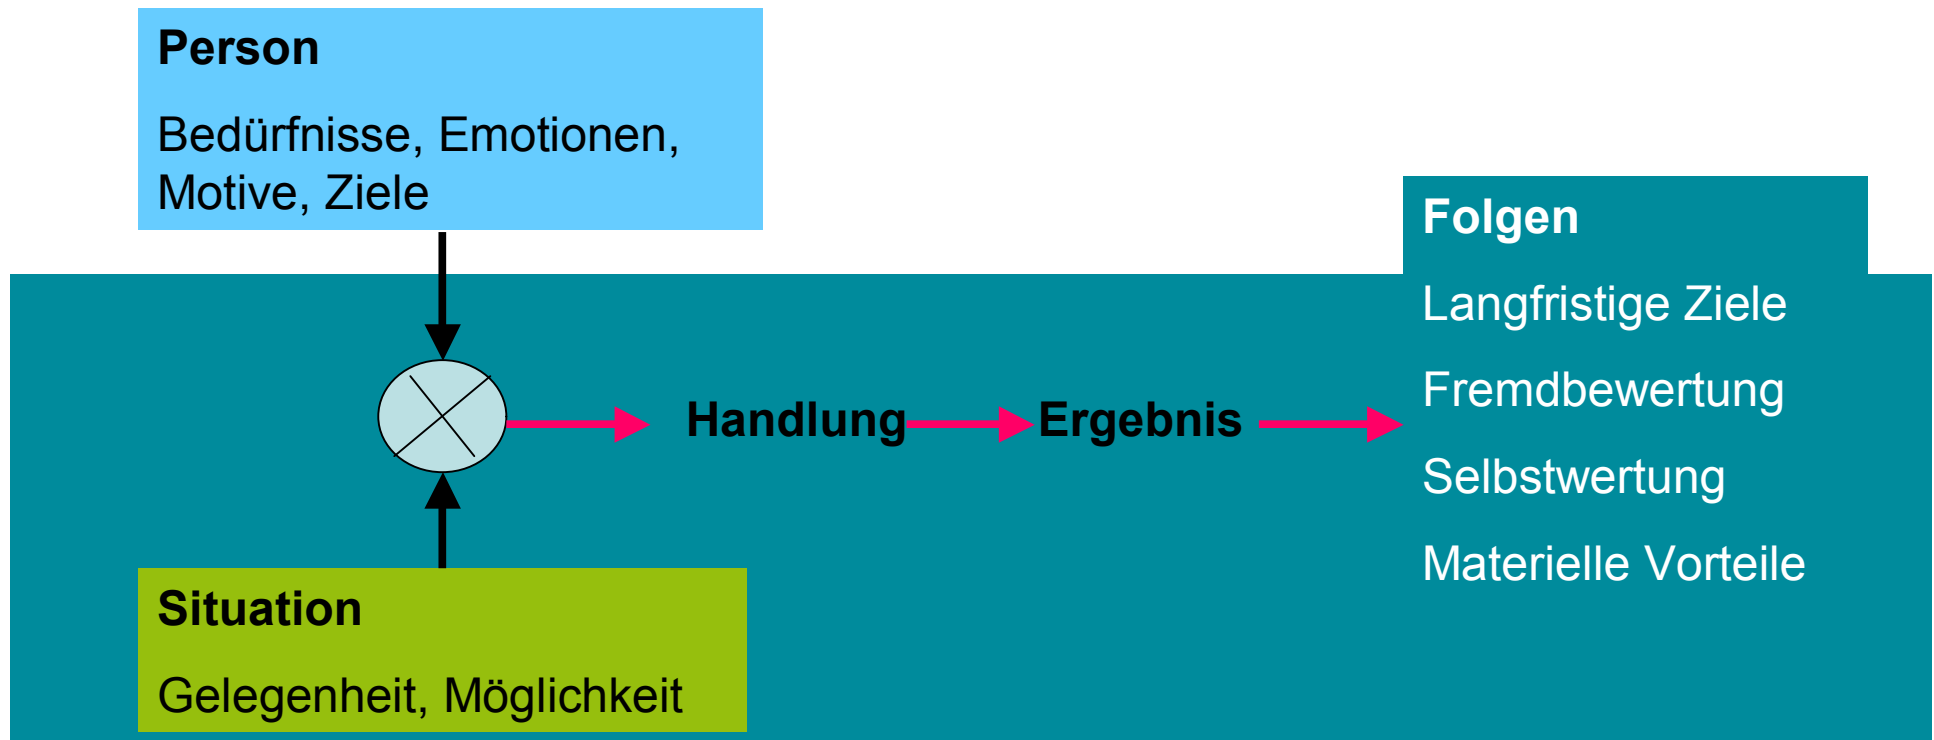 Person
Bedürfnisse, Emotionen,
Motive, Ziele
Situation
Gelegenheit, Möglichkeit
Handlung
Ergebnis
Folgen
Langfristige Ziele
Fremdbewertung
Selbstwertung
Materielle Vorteile